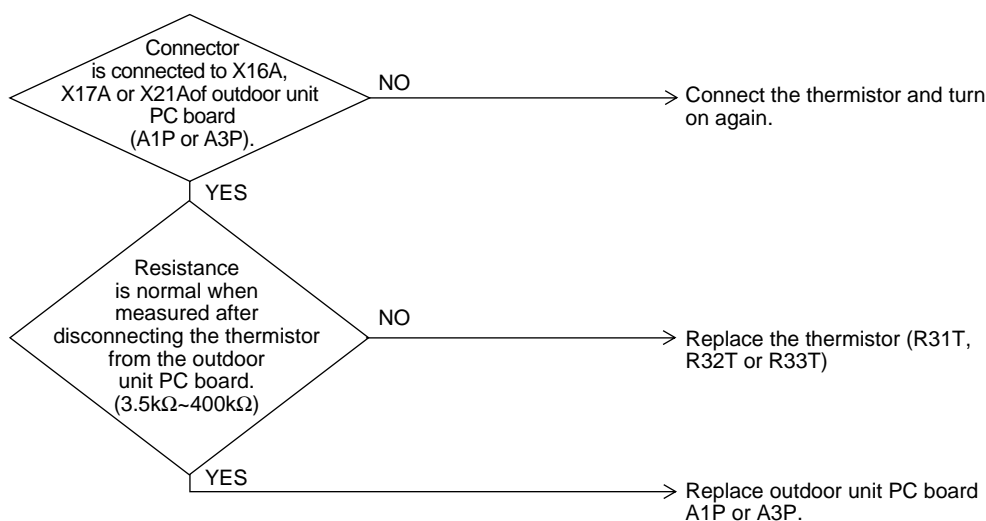 Connector
is connected to X16A,
X17A or X21Aof outdoor unit
PC board
(A1P or A3P).
NO
Connect the thermistor and turn
on again.
YES
Resistance
is normal when
measured after
disconnecting the thermistor
from the outdoor
unit PC board.
(3.5kΩ~400kΩ)
NO
Replace the thermistor (R31T,
R32T or R33T)
YES
Replace outdoor unit PC board
A1P or A3P.